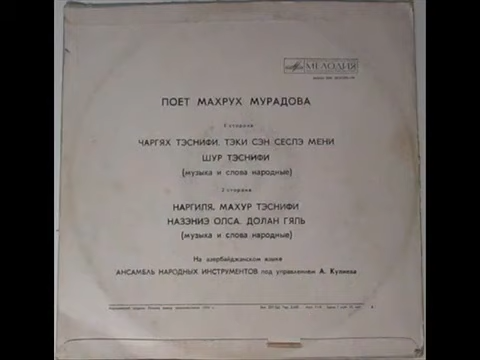 МЕЛОДИЯ
ПОЕТ МАХРУХ МУРАДОВА
1 сторона
ЧАРГЯХ ТЭСНИФИ. ТЭКИ СЭН СЕСЛЭ МЕНИ
ШУР ТЭСНИФИ
(музыка и слова народные)
2 сторона
НАРГИЛЯ. МАХУР ТЭСНИФИ
НАЗЭНИЭ ОЛСА. ДОЛАН ГЯЛЬ
(музыка и слова народные)
На азербайджанском языке
АНСАМБЛЬ НАРОДНЫХ ИНСТРУМЕНТОВ под управлением А. Кулиева